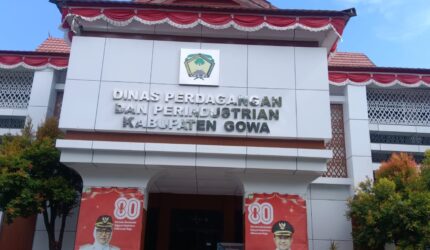 DINAS PERDAGANGAN
DAN PERINDUSTRIAN
KABUPATEN GOWA
80
80